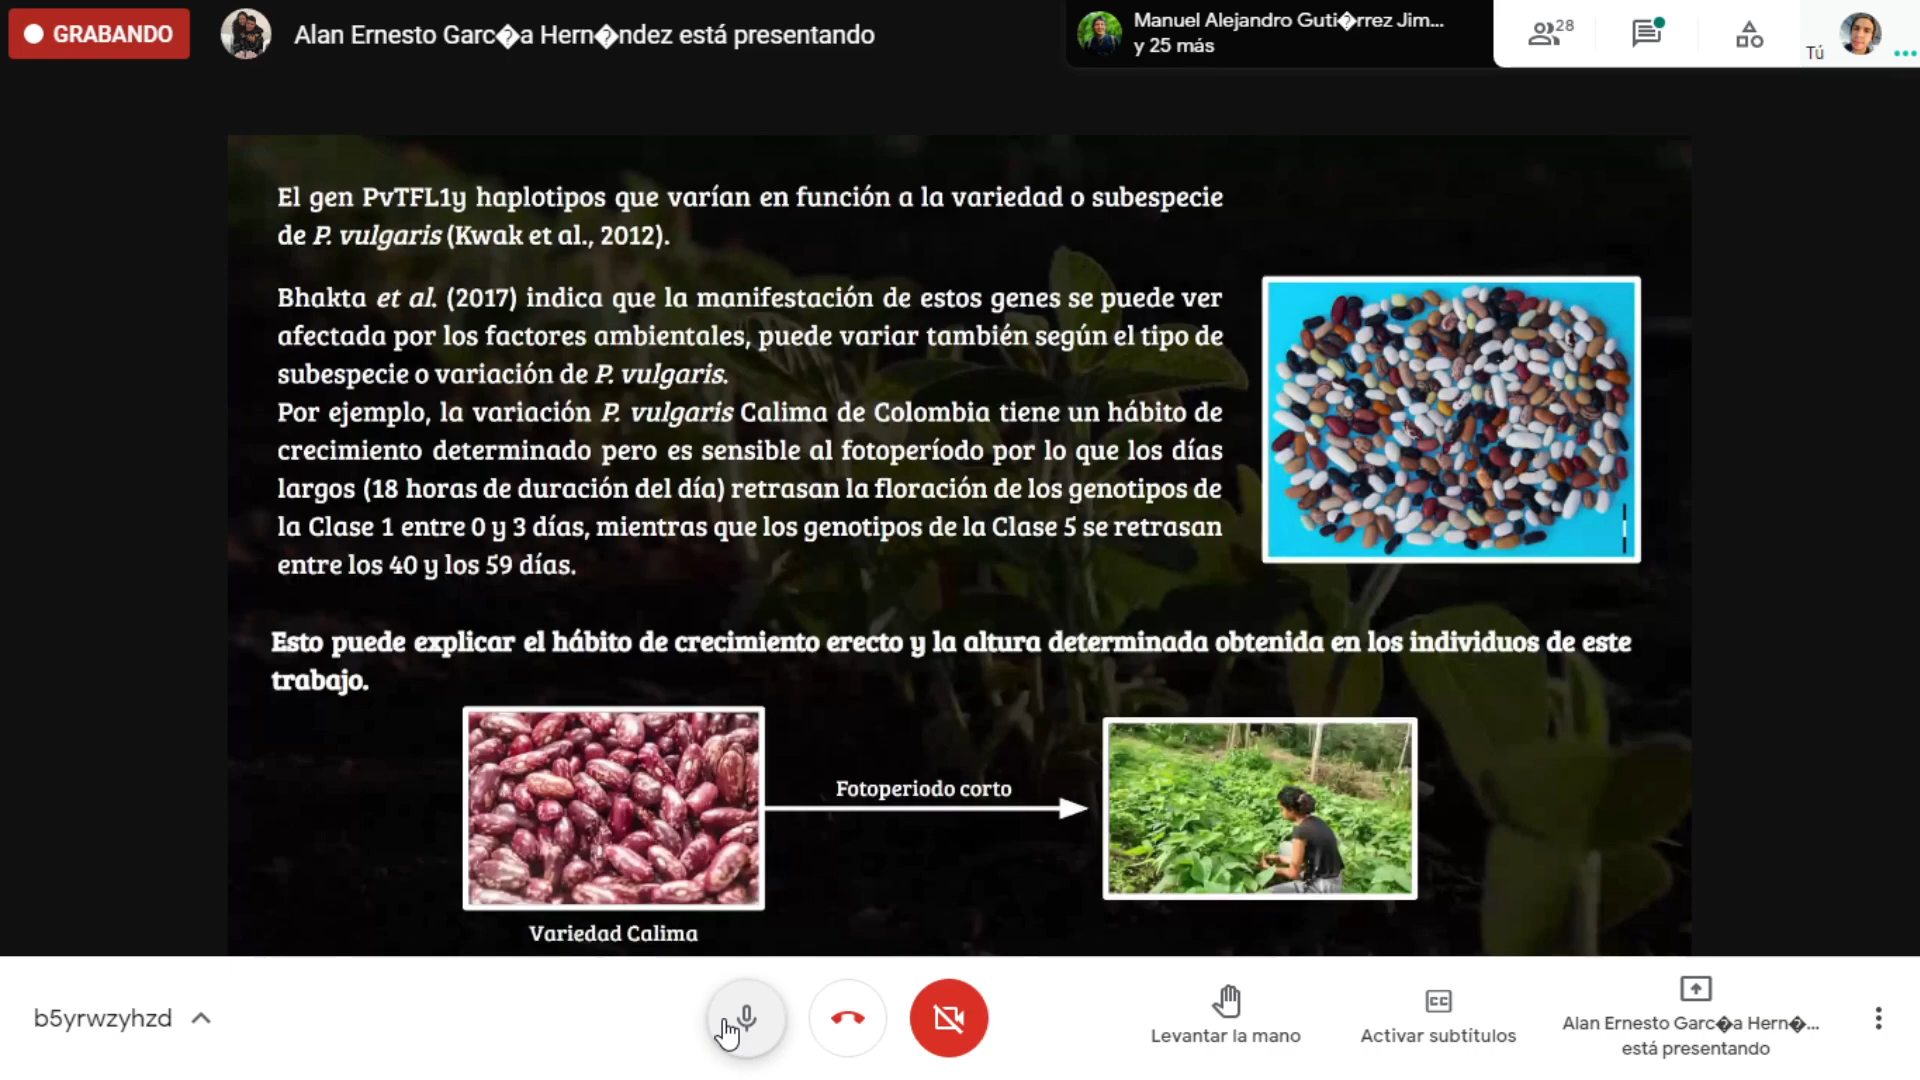 GRABANDO
Alan Ernesto Garc�a Hern�ndez está presentando
Manuel Alejandro Guti�rrez Jim...
y 25 más
28
Tú
El gen PvTFL1y haplotipos que varían en función a la variedad o subespecie
de P. vulgaris (Kwak et al., 2012).
Bhakta et al. (2017) indica que la manifestación de estos genes se puede ver
afectada por los factores ambientales, puede variar también según el tipo de
subespecie o variación de P. vulgaris.
Por ejemplo, la variación P. vulgaris Calima de Colombia tiene un hábito de
crecimiento determinado pero es sensible al fotoperíodo por lo que los días
largos (18 horas de duración del día) retrasan la floración de los genotipos de
la Clase 1 entre 0 y 3 días, mientras que los genotipos de la Clase 5 se retrasan
entre los 40 y los 59 días.
Esto puede explicar el hábito de crecimiento erecto y la altura determinada obtenida en los individuos de este
trabajo.
Fotoperiodo corto
Variedad Calima
b5yrwzyhzd
Levantar la mano
Activar subtítulos
Alan Ernesto Garc�a Hern�...
está presentando